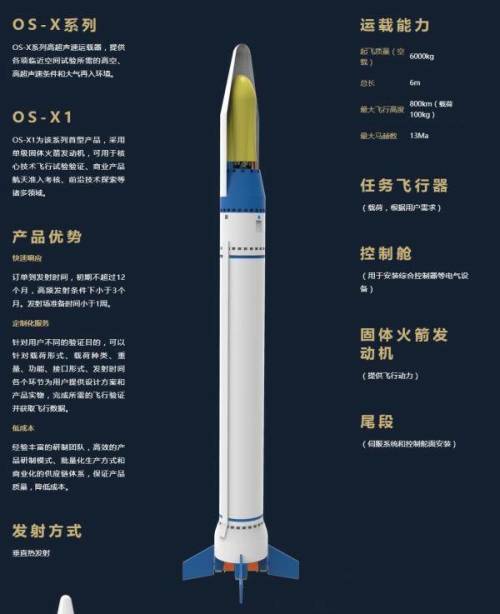 OS-X系列
OS-X系列高超声速运载器，提供
各项临近空间试验所需的高空、
高超声速条件和大气再入环境。
OS-X1
OS-X1为该系列首型产品，采用
单级固体火箭发动机，可用于核
心技术飞行试验验证、商业产品
航天准入考核、前沿技术探索等
诸多领域。
产品优势
快速响应
订单到发射时间，初期不超过12
个月，高频发射条件下小于3个
月。发射场准备时间小于1周。
定制化服务
针对用户不同的验证目的，可以
针对载荷形式、载荷种类、重
量、功能、接口形式、发射时间
各个环节为用户提供设计方案和
产品实物，完成所需的飞行验证
并获取飞行数据。
低成本
经验丰富的研制团队，高效的产
品研制模式、批量化生产方式和
商业化的供应链体系，保证产品
质量，降低成本。
发射方式
垂直热发射
运载能力
起飞质量（空
载） 6000kg
总长 6m
最大飞行高度 800km（载荷
100kg）
最大马赫数 13Ma
任务飞行器
（载荷，根据用户需求）
控制舱
（用于安装综合控制器等电气设
备）
固体火箭发
动机
（提供飞行动力）
尾段
（伺服系统和控制舵面安装）